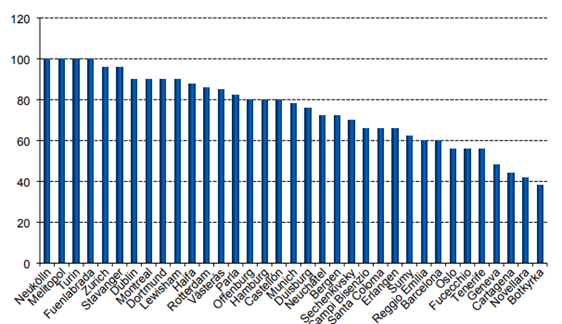 120
100
80
60
40
20
0
Neukölln
Melitopol
Turin
Fuenlabrada
Zurich
Stavanger
Dublin
Montreal
Dortmund
Lewisham
Haifa
Rotterdam
Västerås
Parla
Offenburg
Hamburg
Castellon
Munich
Duisburg
Neuchâtel
Bergen
Sechenkivsky
Campi Bisenzio
Santa Coloma
Erlangen
Sumy
Reggio Emilia
Barcelona
Oslo
Fucecchio
Tenerife
Geneva
Cartagena
Novellara
Botkyrka